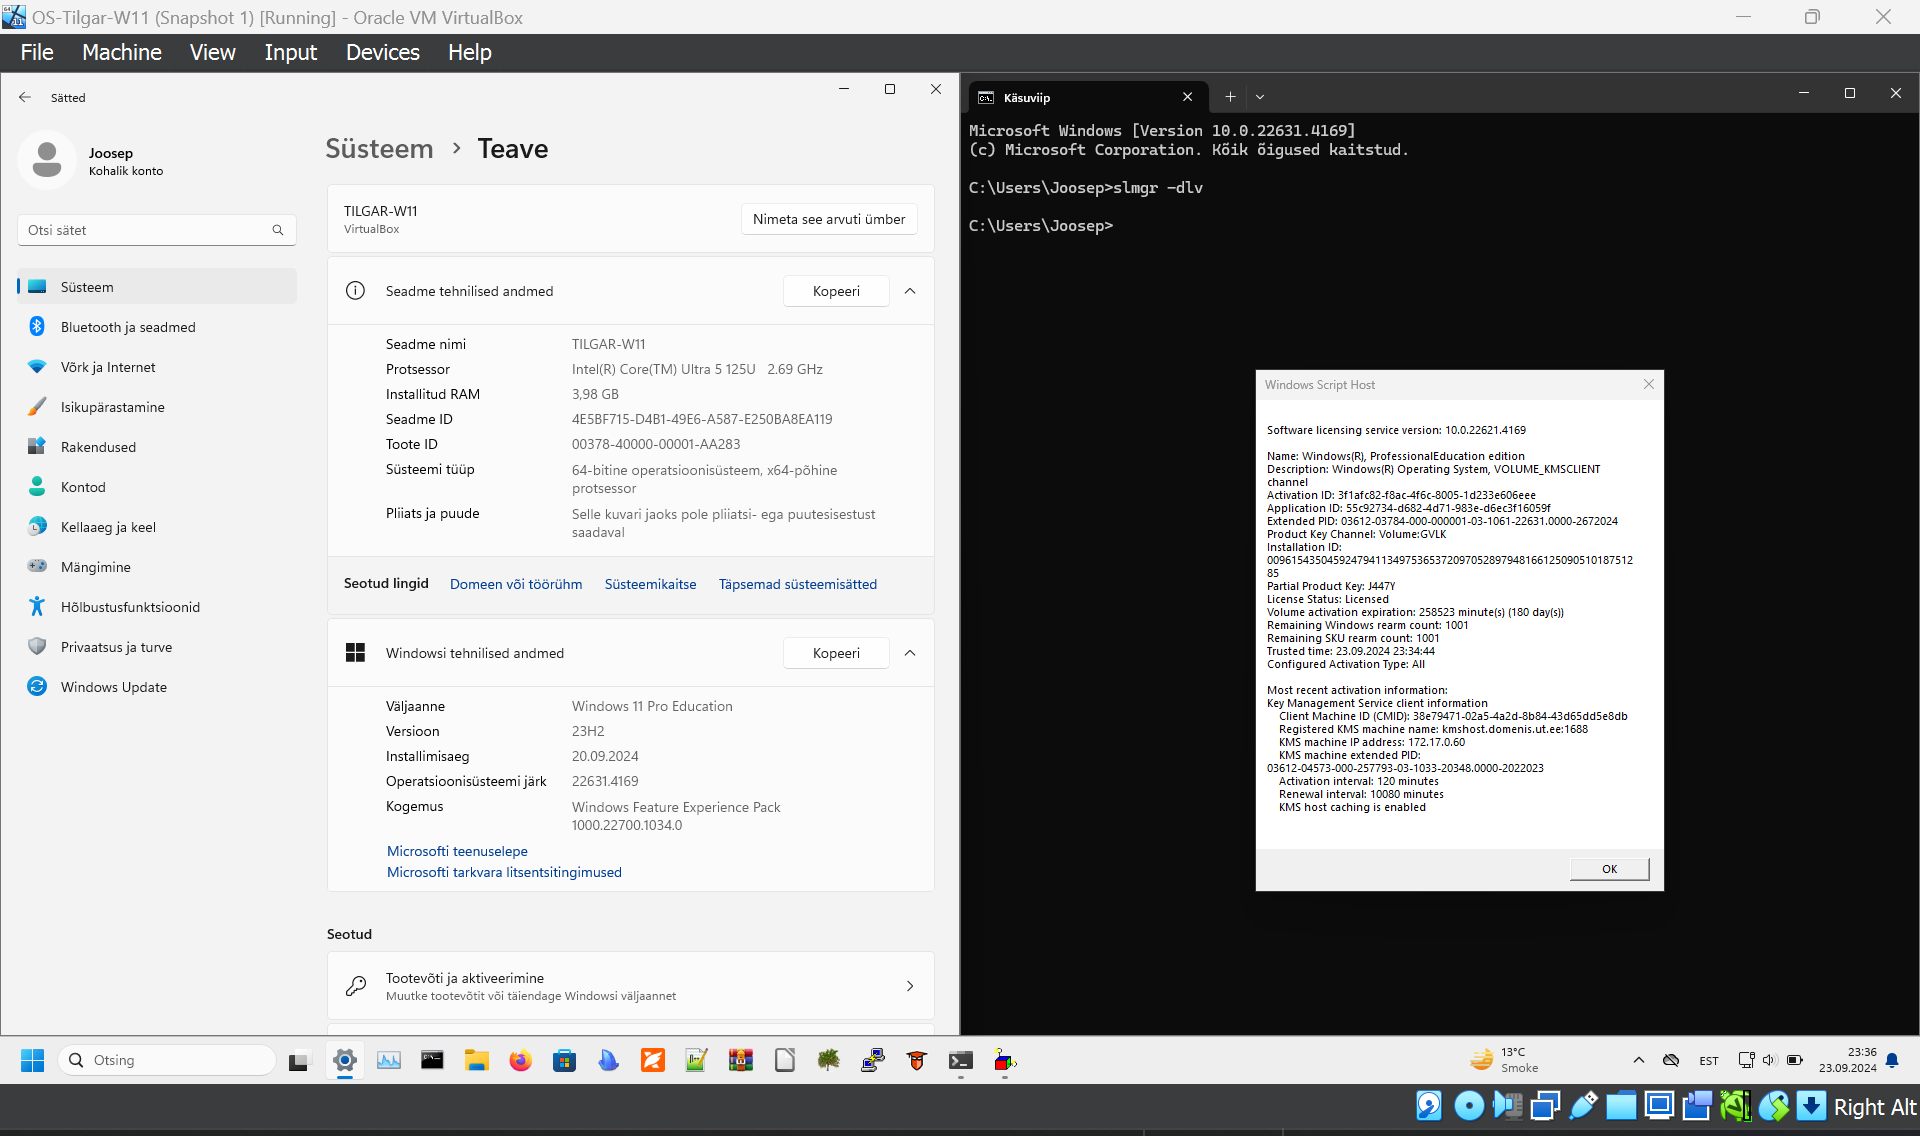 OS-Tilgar-W11 (Snapshot 1) [Running] - Oracle VM VirtualBox
File Machine View Input Devices Help
Sätted
Joosep
Kohalik konto
Otsi sätet
Süsteem
Bluetooth ja seadmed
Võrk ja Internet
Isikupärastamine
Rakendused
Kontod
Kellaaeg ja keel
Mängimine
Hõlbustusfunktsioonid
Privaatsus ja turve
Windows Update
Süsteem > Teave
TILGAR-W11
VirtualBox
Nimeta see arvuti ümber
Seadme tehnilised andmed
Kopeeri
Seadme nimi TILGAR-W11
Protsessor Intel(R) Core(TM) Ultra 5 125U 2.69 GHz
Installitud RAM 3,98 GB
Seadme ID 4E5BF715-D4B1-49E6-A587-E250BA8EA119
Toote ID 00378-40000-00001-AA283
Süsteemi tüüp 64-bitine operatsioonisüsteem, x64-põhine
protsessor
Pliiats ja puude Selle kuvari jaoks pole pliiatsi- ega puutesisestust
saadaval
Seotud lingid Domeen või töörühm Süsteemikaitse Täpsemad süsteemisätted
Windowsi tehnilised andmed
Kopeeri
Väljaanne Windows 11 Pro Education
Versioon 23H2
Installimisaeg 20.09.2024
Operatsioonisüsteemi järk 22631.4169
Kogemus Windows Feature Experience Pack
1000.22700.1034.0
Microsofti teenuselepe
Microsofti tarkvara litsentsitingimused
Seotud
Tootevõti ja aktiveerimine
Muutke tootevõtit või täiendage Windowsi väljaannet
Käsuviip
Microsoft Windows [Version 10.0.22631.4169]
(c) Microsoft Corporation. Kõik õigused kaitstud.
C:\Users\Joosep>slmgr -dlv
C:\Users\Joosep>
Windows Script Host
Software licensing service version: 10.0.22621.4169
Name: Windows(R), ProfessionalEducation edition
Description: Windows(R) Operating System, VOLUME_KMSCLIENT
channel
Activation ID: 3f1afc82-f8ac-4f6c-8005-1d233e606eee
Application ID: 55c92734-d682-4d71-983e-d6ec3f16059f
Extended PID: 03612-03784-000-000001-03-1061-22631.0000-2672024
Product Key Channel: Volume:GVLK
Installation ID:
0096154350459247941134975365372097052897948166125090510187512
85
Partial Product Key: J447Y
License Status: Licensed
Volume activation expiration: 258523 minute(s) (180 day(s))
Remaining Windows rearm count: 1001
Remaining SKU rearm count: 1001
Trusted time: 23.09.2024 23:34:44
Configured Activation Type: All
Most recent activation information:
Key Management Service client information
Client Machine ID (CMID): 38e79471-02a5-4a2d-8b84-43d65dd5e8db
Registered KMS machine name: kmshost.domenis.ut.ee:1688
KMS machine IP address: 172.17.0.60
KMS machine extended PID:
03612-04573-000-257793-03-1033-20348.0000-2022023
Activation interval: 120 minutes
Renewal interval: 10080 minutes
KMS host caching is enabled
OK
Otsing
13°C
Smoke
EST
23:36
23.09.2024
Right Alt